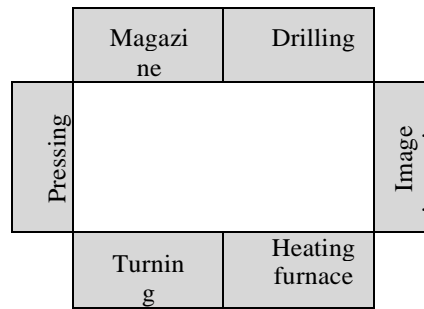 Magazi
ne
Drilling
Pressing
Image
Turnin
g
Heating
furnace